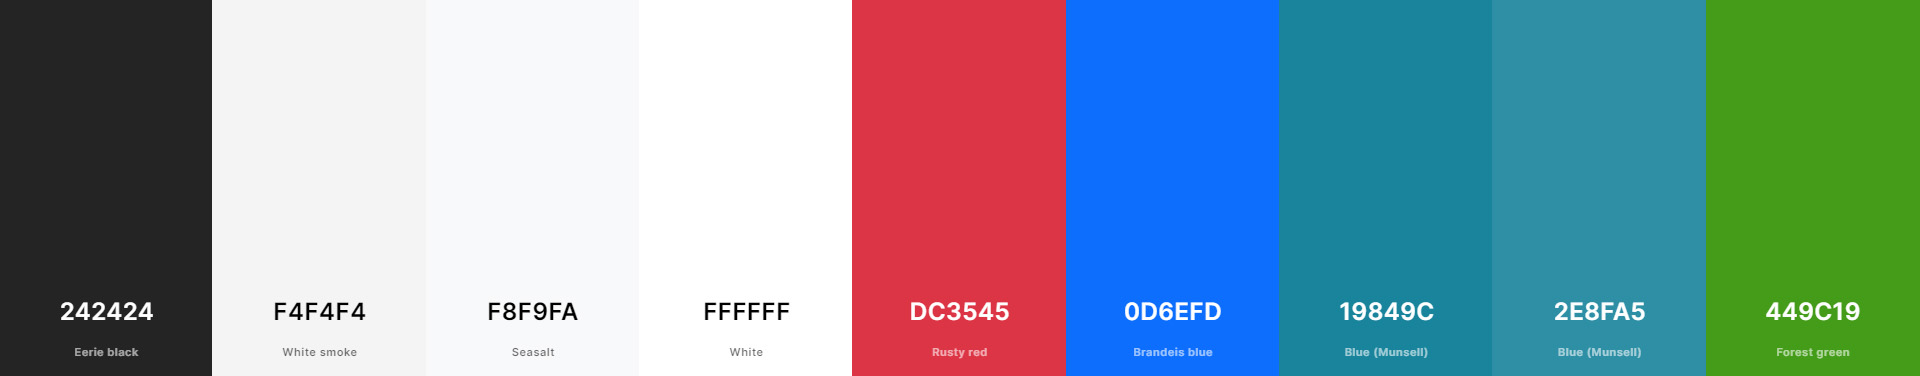 242424
Eerie black
F4F4F4
White smoke
F8F9FA
Seasalt
FFFFFF
White
DC3545
Rusty red
0D6EFD
Brandeis blue
19849C
Blue (Munsell)
2E8FA5
Blue (Munsell)
449C19
Forest green